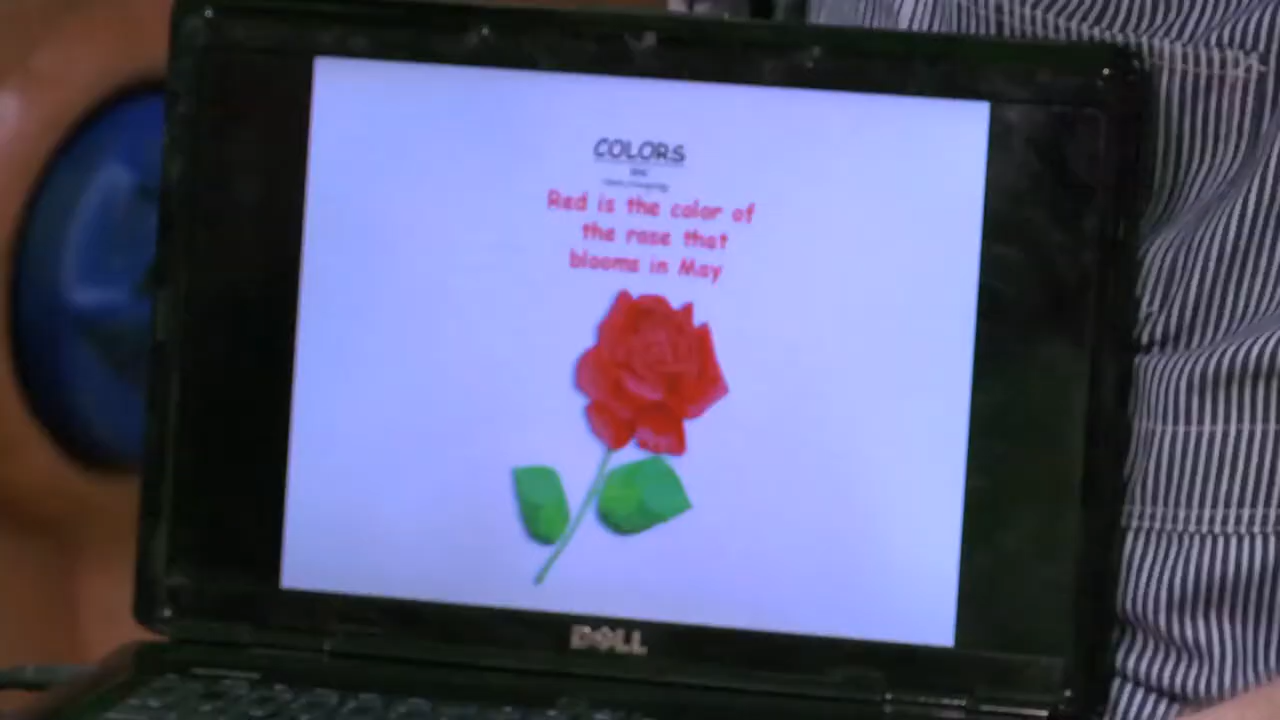 COLORS
Red is the color of
the rose that
blooms in May
DELL